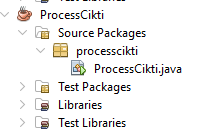 ProcessCikti
Source Packages
processcikti
ProcessCikti.java
Test Packages
Libraries
Test Libraries